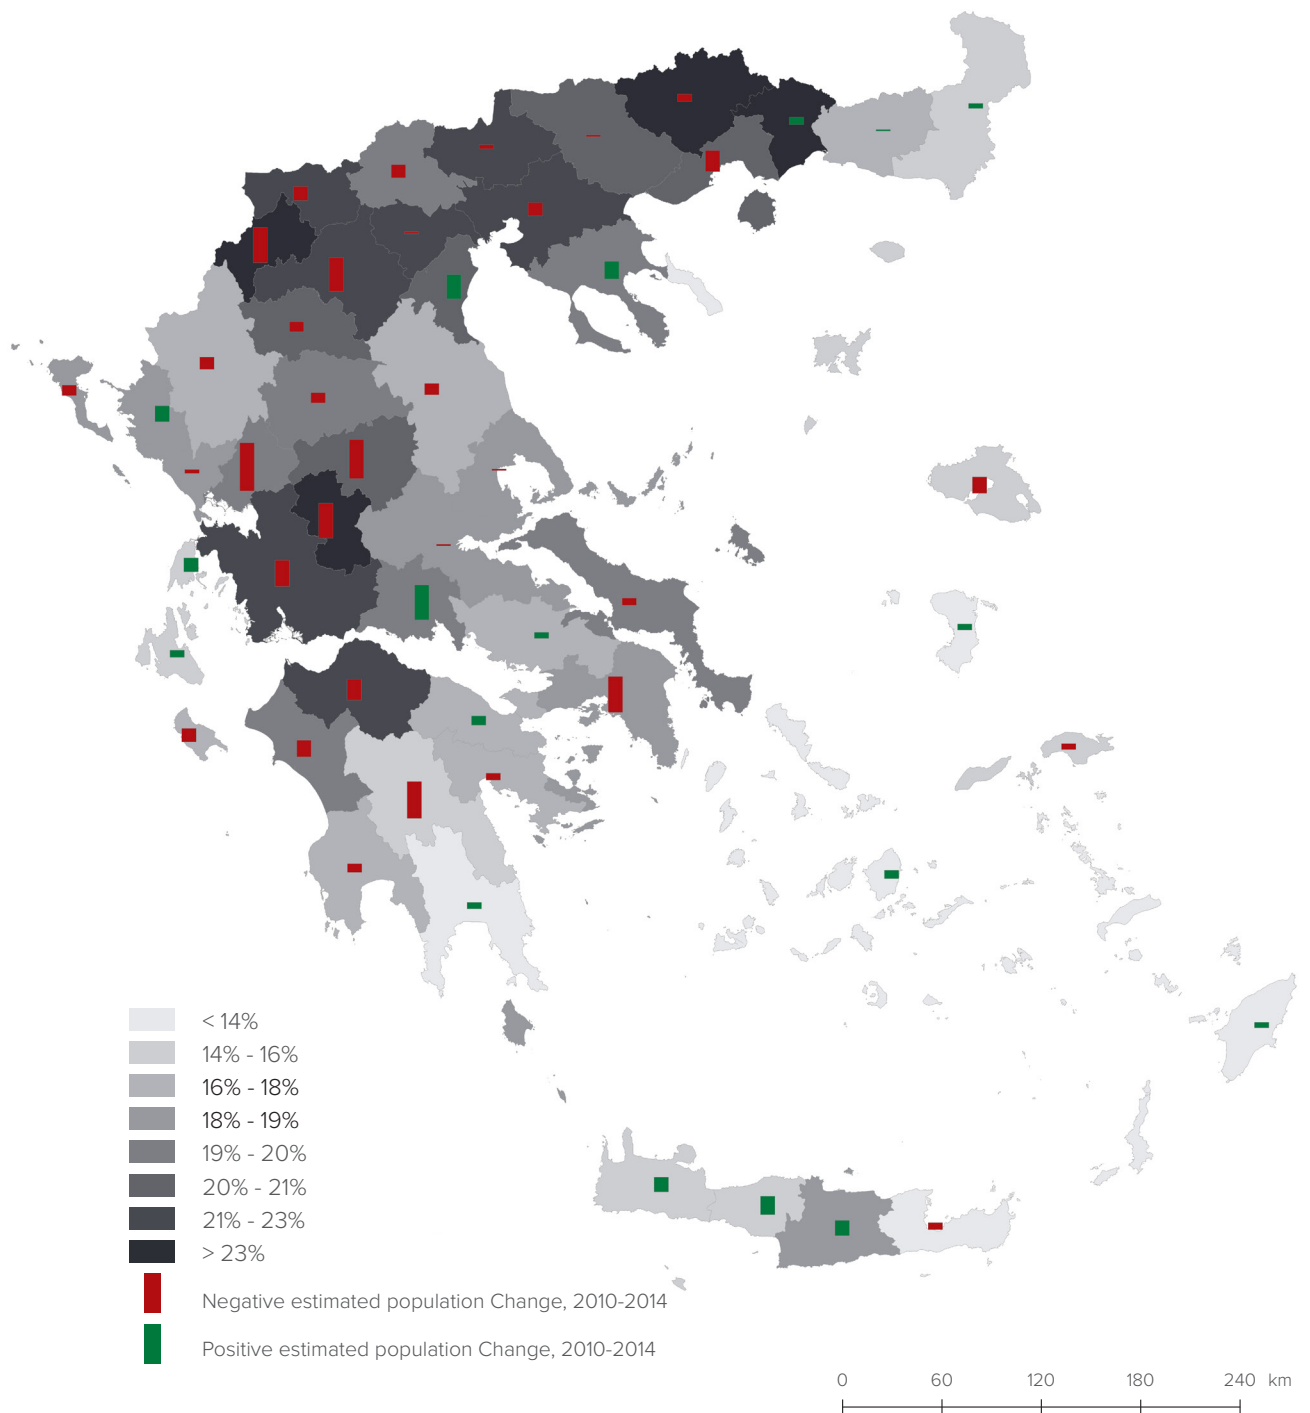 < 14%
14% - 16%
16% - 18%
18% - 19%
19% - 20%
20% - 21%
21% - 23%
> 23%
Negative estimated population Change, 2010-2014
Positive estimated population Change, 2010-2014
0 60 120 180 240 km